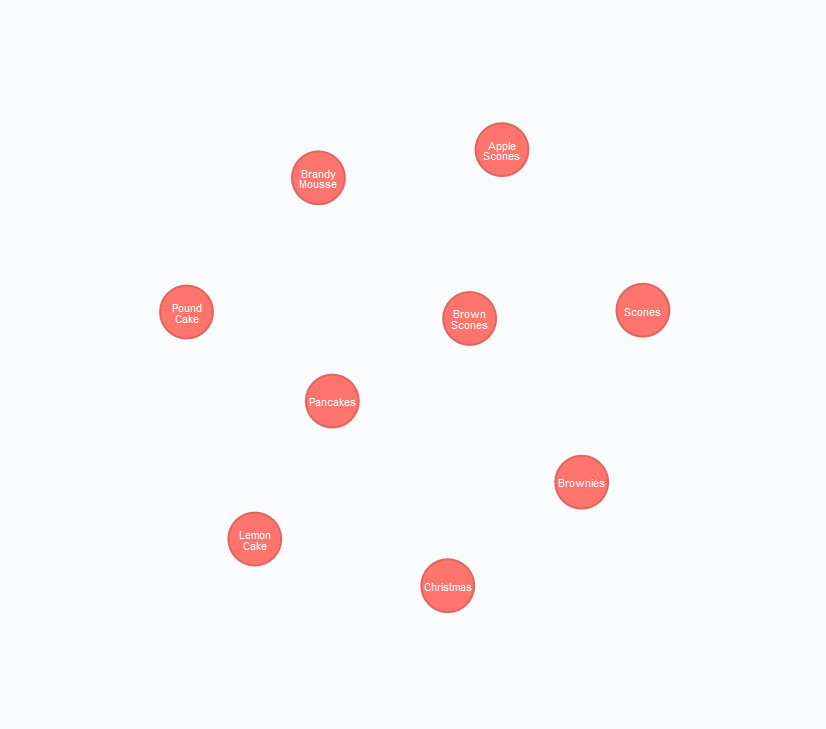 Apple
Scones
Brandy
Mousse
Pound
Cake
Brown
Scones
Scones
Pancakes
Brownies
Lemon
Cake
Christmas